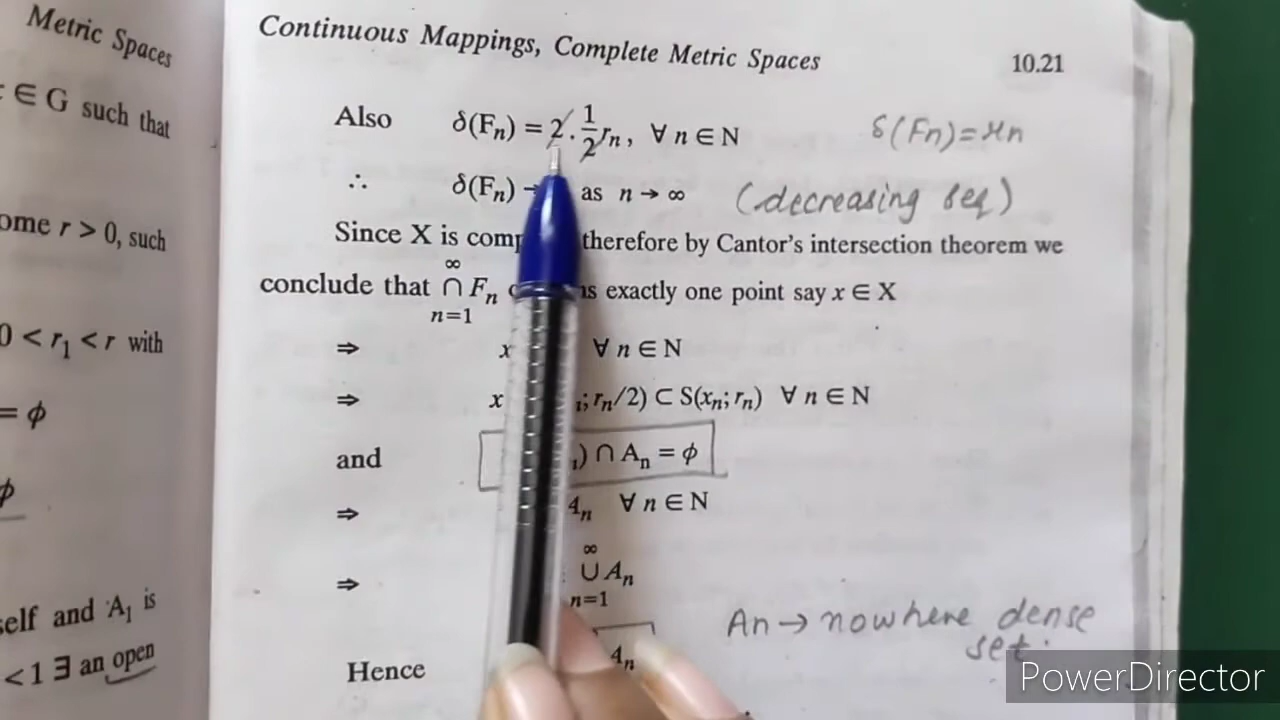 Metric Spaces
∈ G such that
ome r > 0, such
0 < r₁ < r with
= ϕ
ϕ
self and A₁ is
< 1 ∃ an open
Continuous Mappings, Complete Metric Spaces 10.21
Also δ(Fₙ) = 2 · 1/2 rₙ, ∀ n ∈ N δ(Fn) = rn
∴ δ(Fₙ) → as n → ∞ (decreasing seq)
Since X is comp therefore by Cantor's intersection theorem we
conclude that ∞∩n=1 Fₙ ns exactly one point say x ∈ X
⇒ x ∀ n ∈ N
⇒ x ; rₙ/2) ⊂ S(xₙ; rₙ) ∀ n ∈ N
and ) ∩ Aₙ = ϕ
⇒ Aₙ ∀ n ∈ N
⇒ ∞∪n=1 Aₙ
An → nowhere dense
set.
Hence Aₙ
PowerDirector